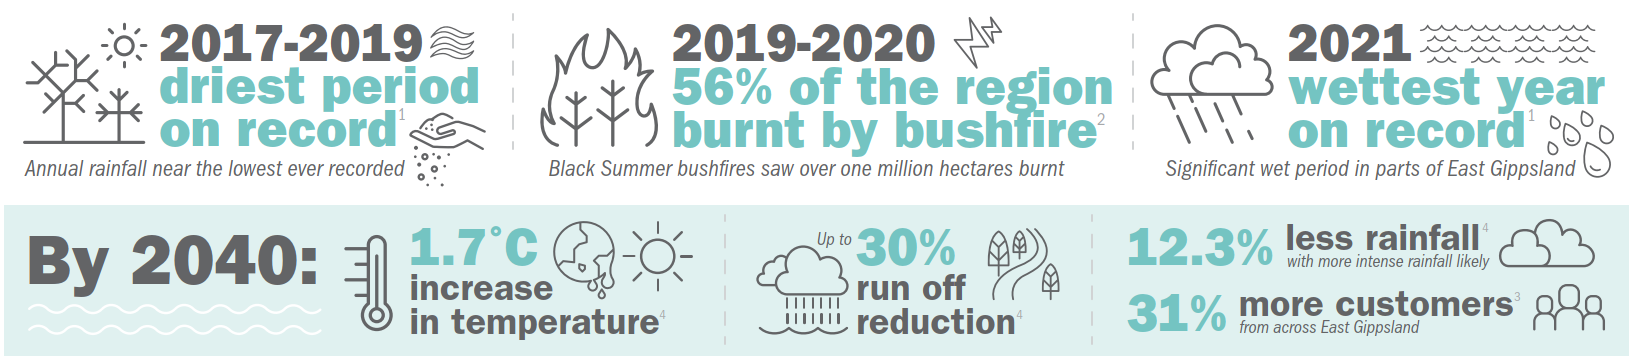 2017-2019
driest period
on record1
Annual rainfall near the lowest ever recorded
2019-2020
56% of the region
burnt by bushfire2
Black Summer bushfires saw over one million hectares burnt
2021
wettest year
on record1
Significant wet period in parts of East Gippsland
By 2040:
1.7°C
increase
in temperature4
Up to 30%
run off
reduction4
12.3% less rainfall4
with more intense rainfall likely
31% more customers3
from across East Gippsland